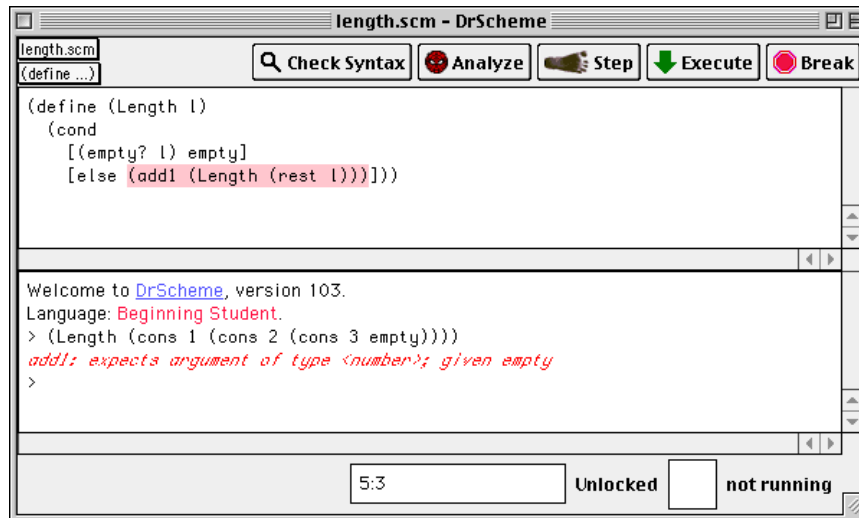 length.scm - DrScheme
length.scm
(define ...)
Check Syntax Analyze Step Execute Break
(define (Length l)
(cond
[(empty? l) empty]
[else (add1 (Length (rest l)))]))
Welcome to DrScheme, version 103.
Language: Beginning Student.
> (Length (cons 1 (cons 2 (cons 3 empty))))
add1: expects argument of type <number>; given empty
>
5:3 Unlocked not running